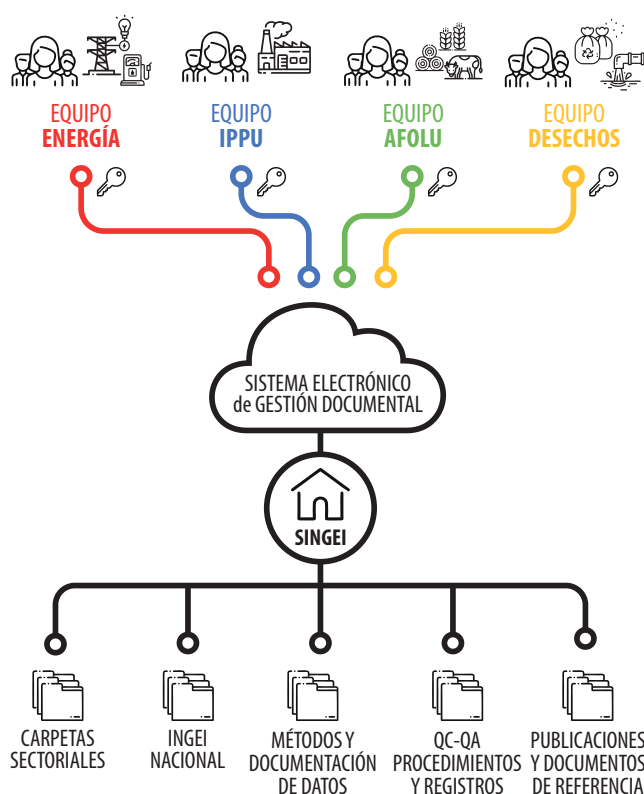 EQUIPO
ENERGÍA
EQUIPO
IPPU
EQUIPO
AFOLU
EQUIPO
DESECHOS
SISTEMA ELECTRÓNICO
de GESTIÓN DOCUMENTAL
SINGEI
CARPETAS
SECTORIALES
INGEI
NACIONAL
MÉTODOS Y
DOCUMENTACIÓN
DE DATOS
QC-QA
PROCEDIMIENTOS
Y REGISTROS
PUBLICACIONES
Y DOCUMENTOS
DE REFERENCIA